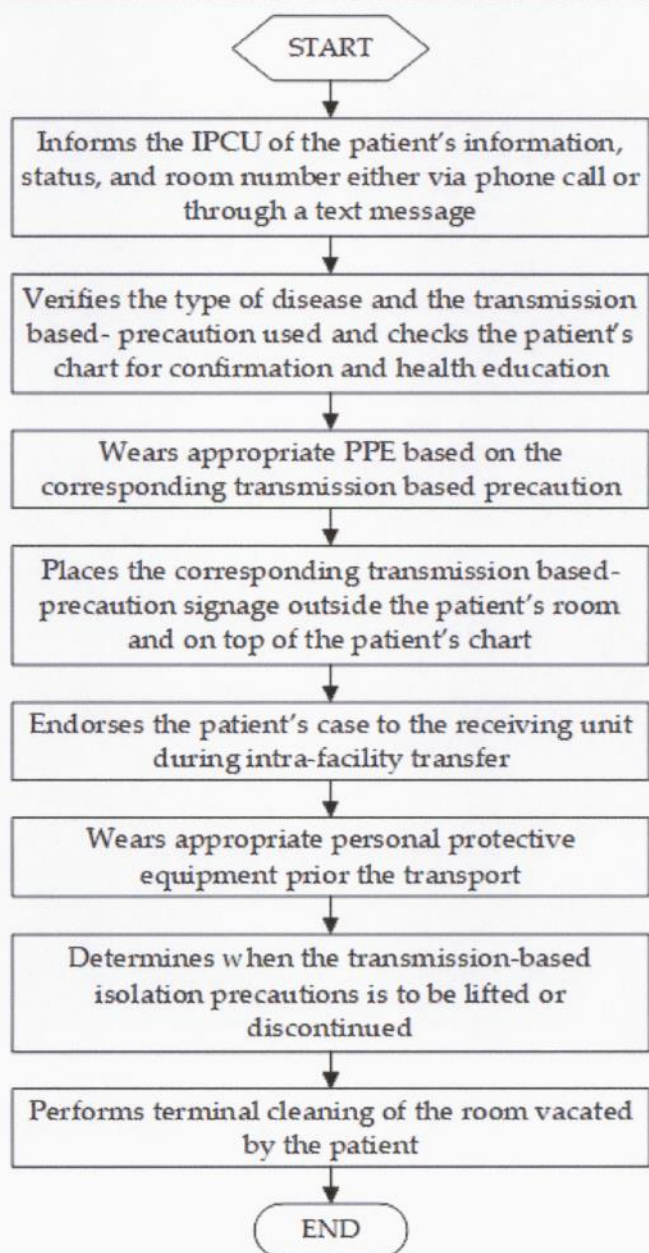 START
Informs the IPCU of the patient's information,
status, and room number either via phone call or
through a text message
Verifies the type of disease and the transmission
based- precaution used and checks the patient's
chart for confirmation and health education
Wears appropriate PPE based on the
corresponding transmission based precaution
Places the corresponding transmission based-
precaution signage outside the patient's room
and on top of the patient's chart
Endorses the patient's case to the receiving unit
during intra-facility transfer
Wears appropriate personal protective
equipment prior the transport
Determines when the transmission-based
isolation precautions is to be lifted or
discontinued
Performs terminal cleaning of the room vacated
by the patient
END